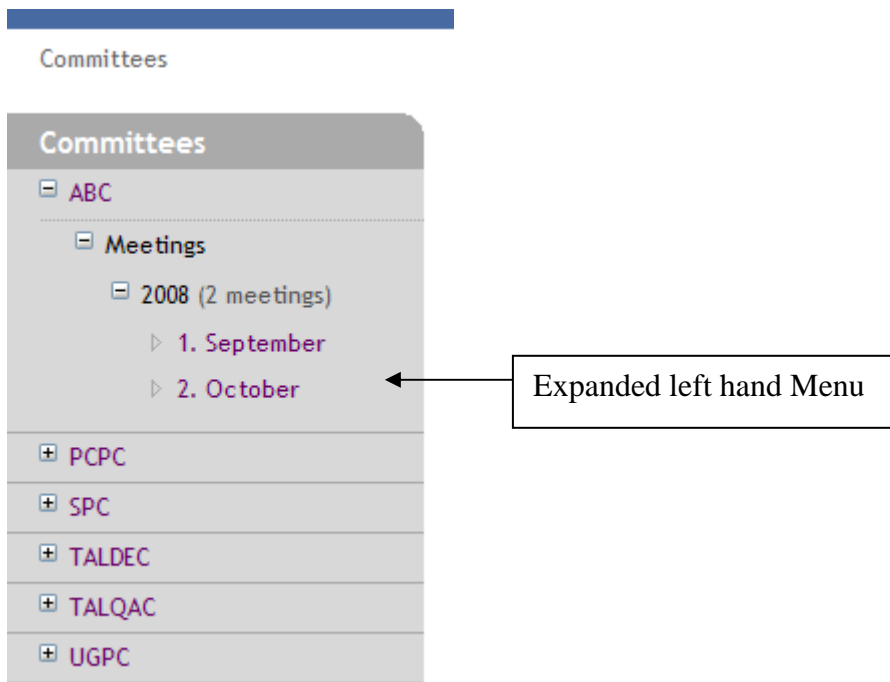 Committees
Committees
ABC
Meetings
2008 (2 meetings)
1. September
2. October
Expanded left hand Menu
PCPC
SPC
TALDEC
TALQAC
UGPC